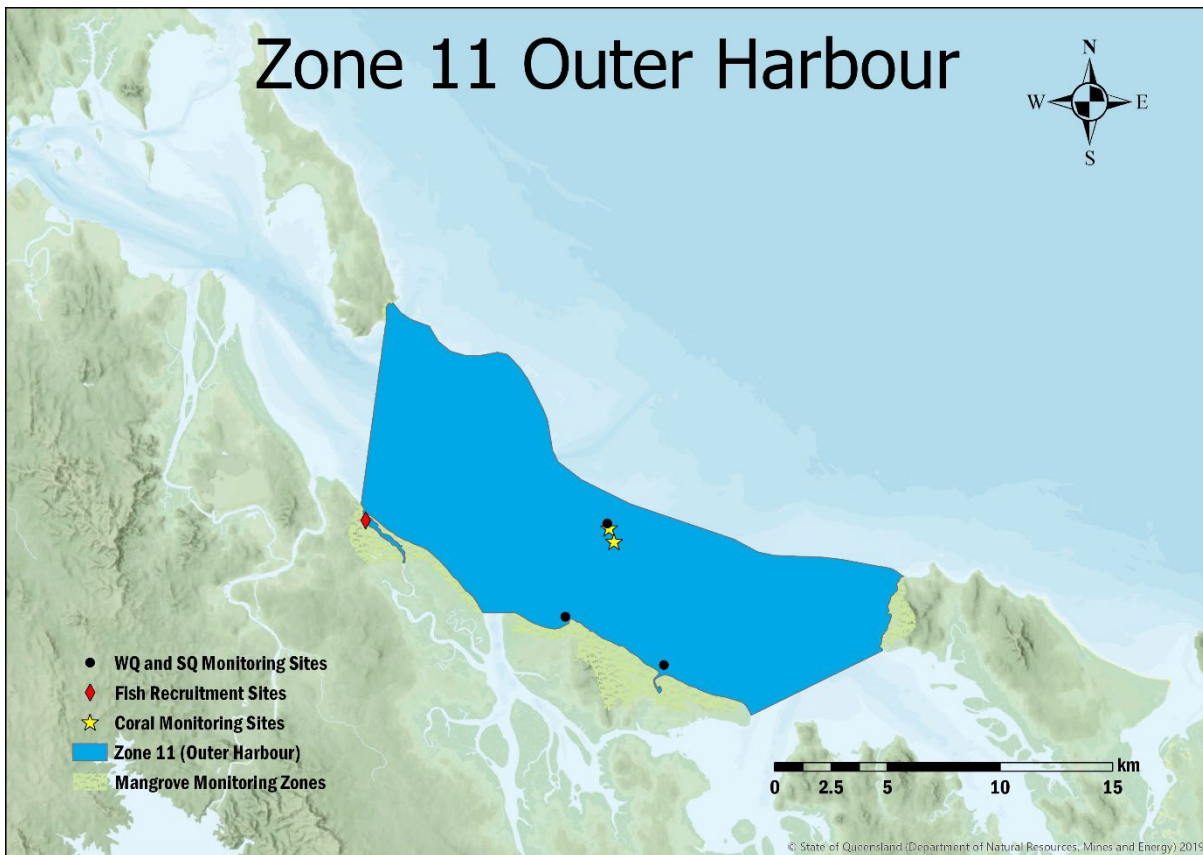 Zone 11 Outer Harbour
N
W E
S
WQ and SQ Monitoring Sites
Fish Recruitment Sites
Coral Monitoring Sites
Zone 11 (Outer Harbour)
Mangrove Monitoring Zones
km
0 2.5 5 10 15
© State of Queensland (Department of Natural Resources, Mines and Energy)